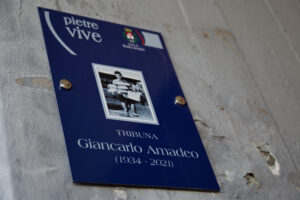 pietre
vive
TRIBUNA
Giancarlo Amadeo
(1934 - 2021)